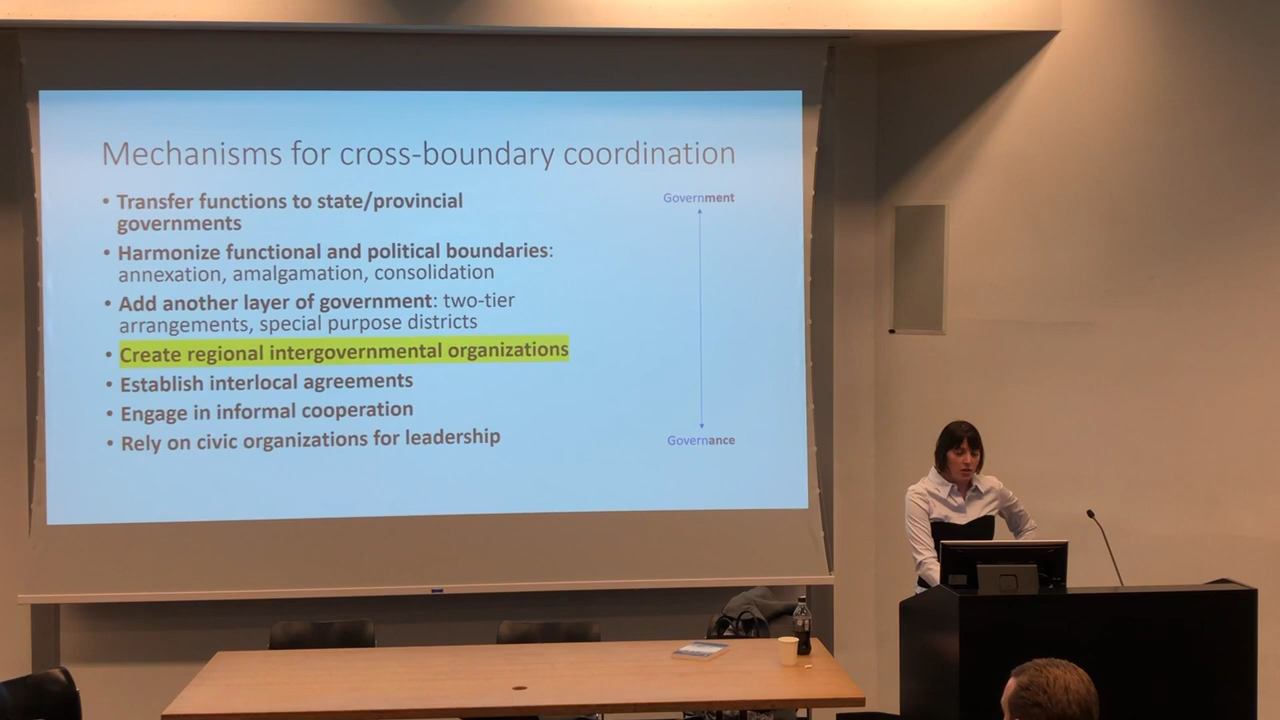 Mechanisms for cross-boundary coordination
• Transfer functions to state/provincial
governments
• Harmonize functional and political boundaries:
annexation, amalgamation, consolidation
• Add another layer of government: two-tier
arrangements, special purpose districts
• Create regional intergovernmental organizations
• Establish interlocal agreements
• Engage in informal cooperation
• Rely on civic organizations for leadership
Government
Governance